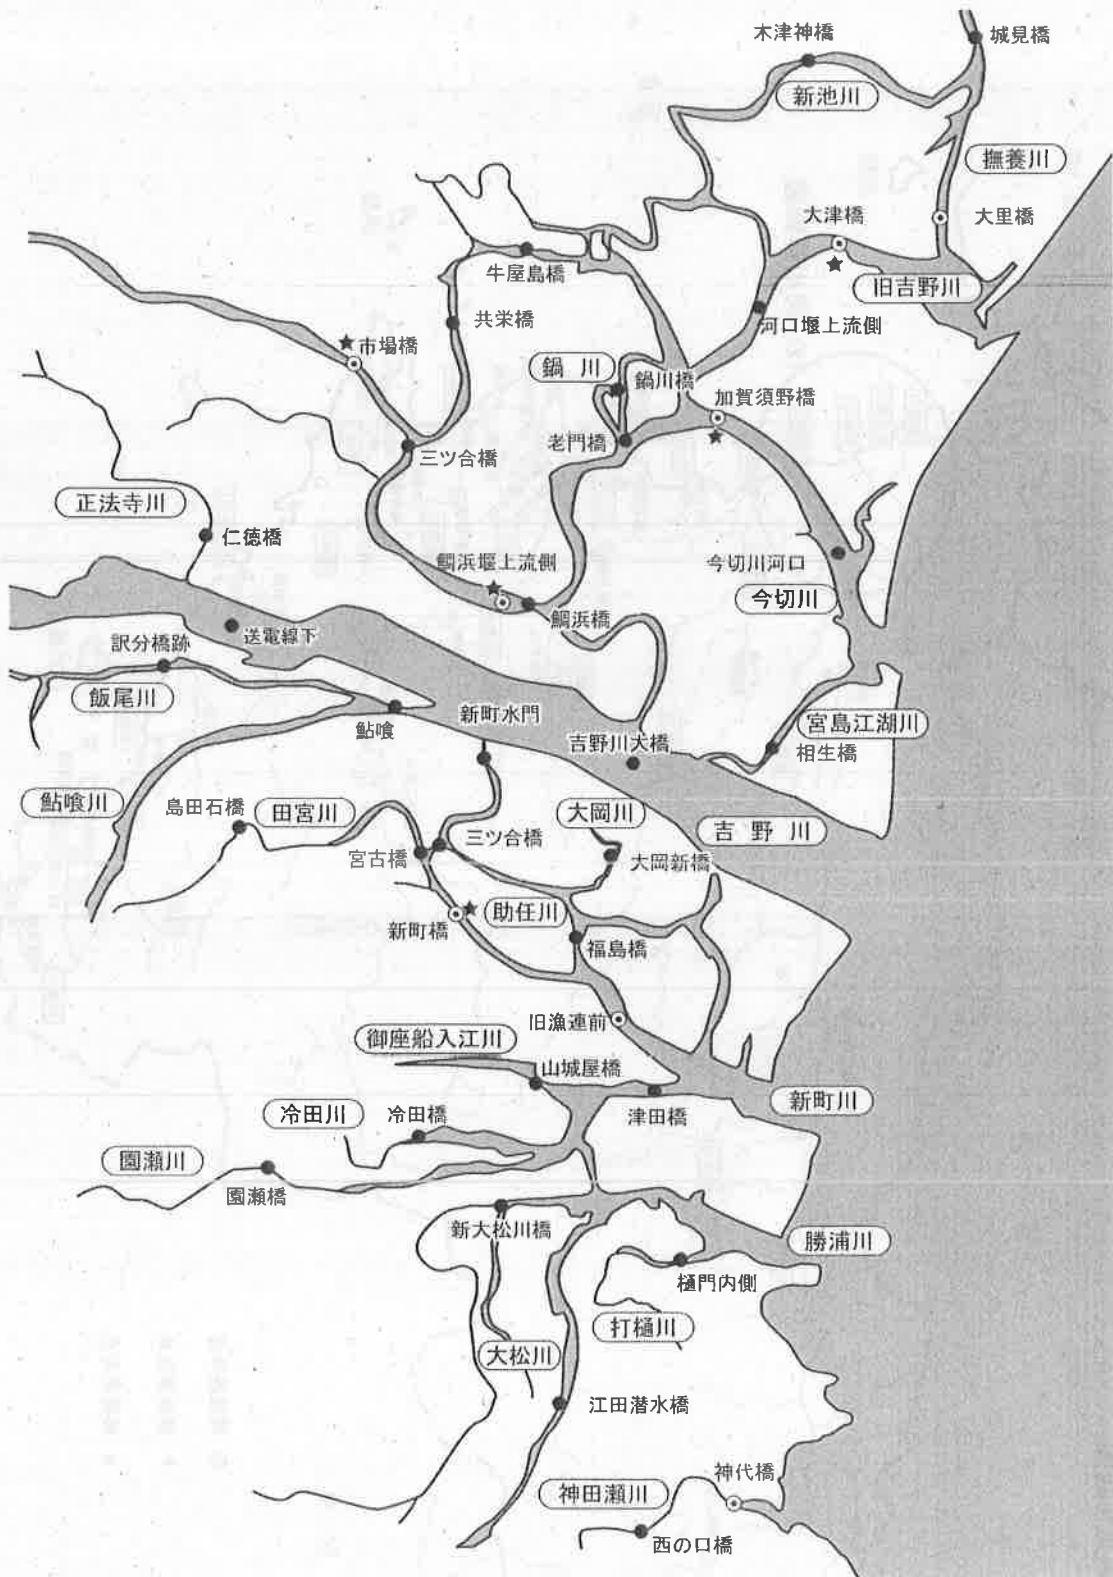 木津神橋
城見橋
新池川
撫養川
大津橋
大里橋
牛屋島橋
旧吉野川
共栄橋
河口堰上流側
市場橋
鍋川
鍋川橋
加賀須野橋
老門橋
三ツ合橋
正法寺川
仁徳橋
鯛浜堰上流側
今切川河口
今切川
鯛浜橋
送電線下
訳分橋跡
飯尾川
新町水門
鮎喰
宮島江湖川
吉野川大橋
相生橋
鮎喰川
島田石橋
田宮川
大岡川
吉野川
三ツ合橋
宮古橋
大岡新橋
助任川
新町橋
福島橋
旧漁連前
御座船入江川
山城屋橋
新町川
冷田川
冷田橋
津田橋
園瀬川
園瀬橋
新大松川橋
勝浦川
樋門内側
打樋川
大松川
江田潜水橋
神代橋
神田瀬川
西の口橋